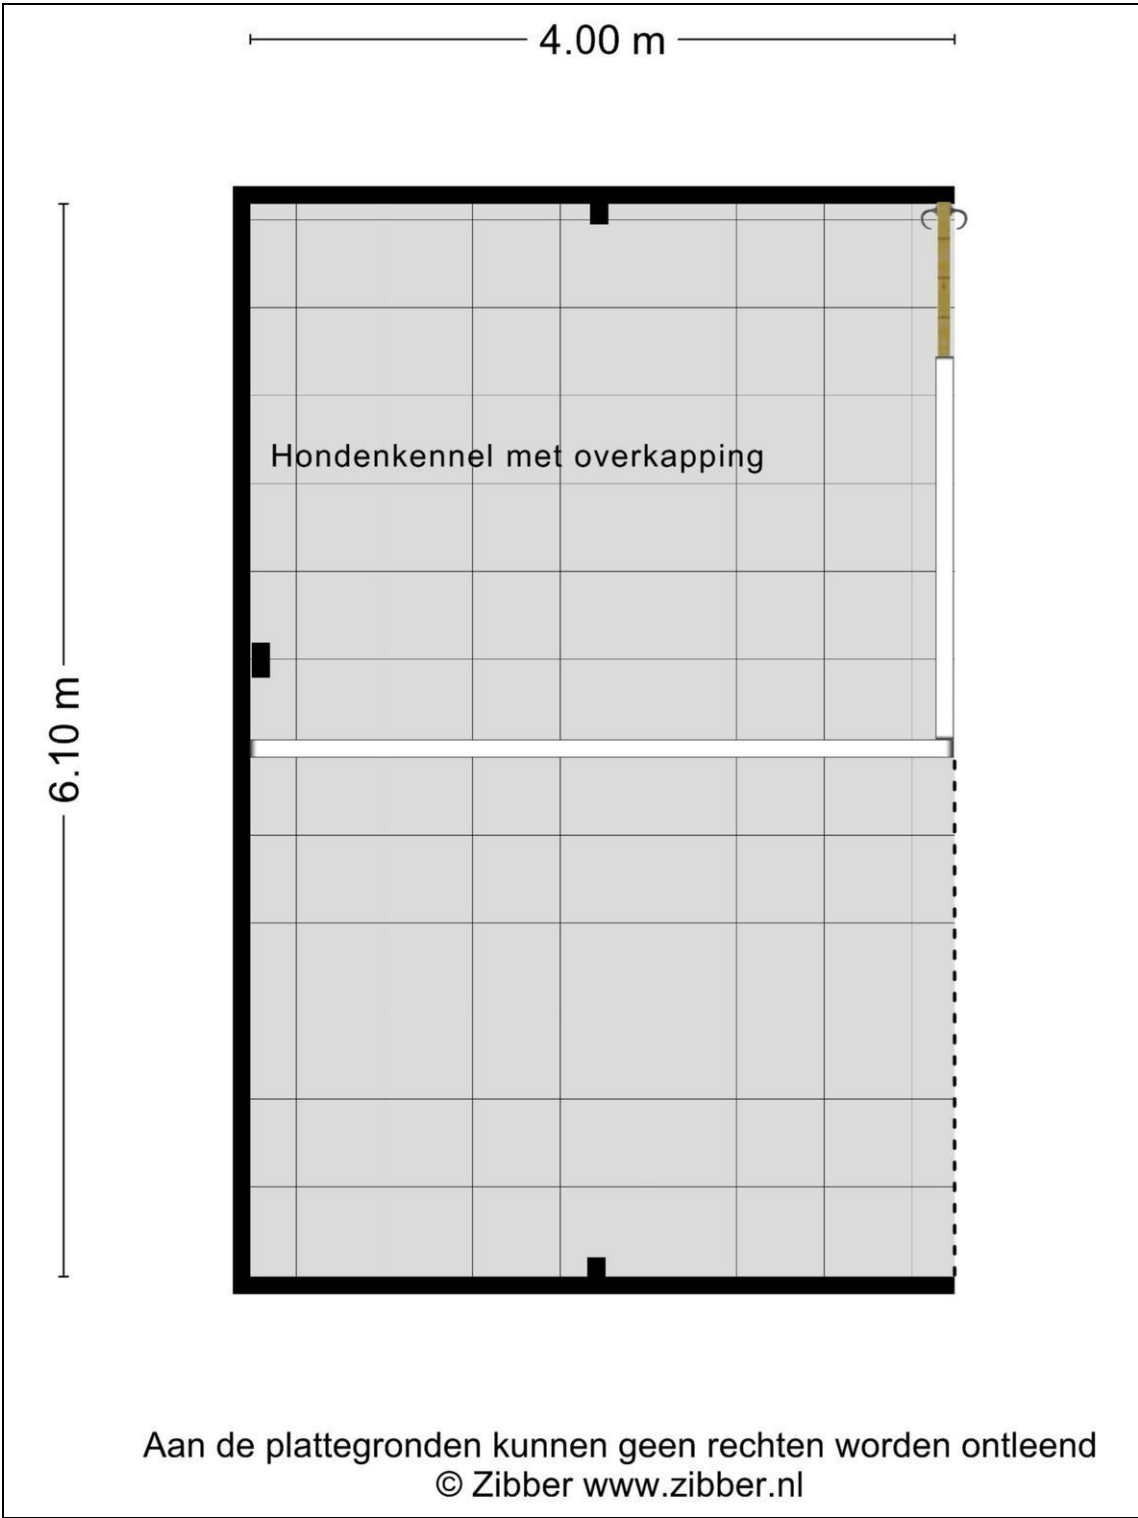 4.00 m
Hondenkennel met overkapping
6.10 m
Aan de plattegronden kunnen geen rechten worden ontleend
© Zibber www.zibber.nl